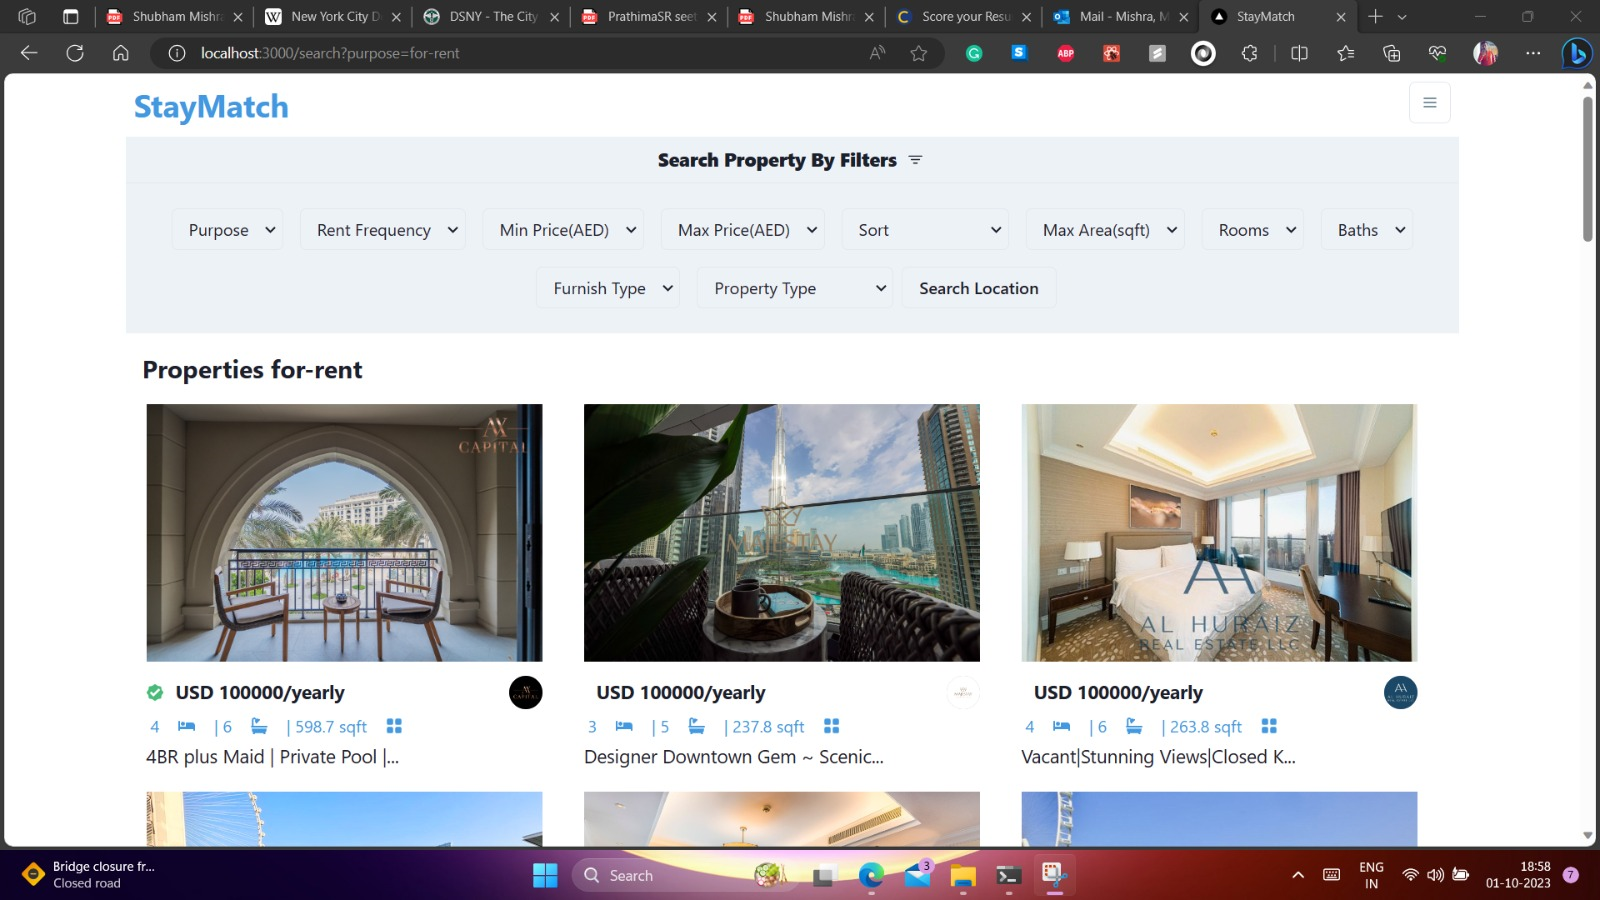 Shubham Mishr
New York City D
DSNY - The City
PrathimaSR seet
Shubham Mishr
Score your Resu
Mail - Mishra, M
StayMatch
localhost:3000/search?purpose=for-rent
StayMatch
Search Property By Filters
Purpose
Rent Frequency
Min Price(AED)
Max Price(AED)
Sort
Max Area(sqft)
Rooms
Baths
Furnish Type
Property Type
Search Location
Properties for-rent
AX
CAPITAL
MAJESTAY
AH
AL HURAIZ
REAL ESTATE LLC
USD 100000/yearly
4 | 6 | 598.7 sqft
4BR plus Maid | Private Pool |...
USD 100000/yearly
3 | 5 | 237.8 sqft
Designer Downtown Gem ~ Scenic...
USD 100000/yearly
4 | 6 | 263.8 sqft
Vacant|Stunning Views|Closed K...
Bridge closure fr...
Closed road
Search
3
ENG
IN
18:58
01-10-2023
7